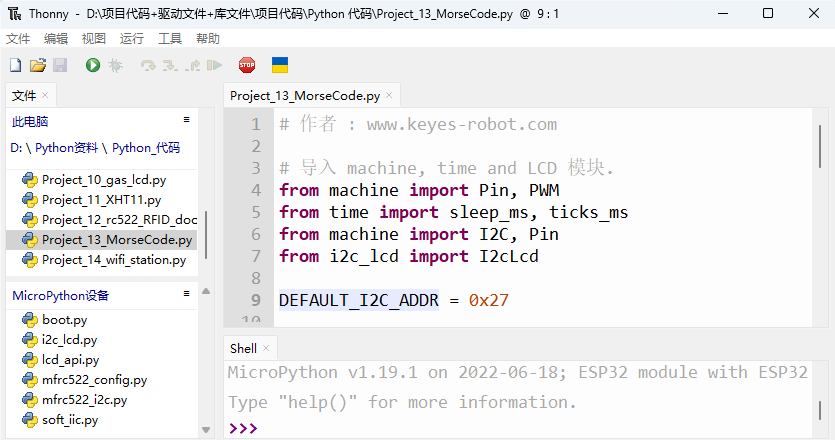 Thonny - D:\项目代码+驱动文件+库文件\项目代码\Python 代码\Project_13_MorseCode.py @ 9 : 1
文件 编辑 视图 运行 工具 帮助
STOP
文件 ×
此电脑 ≡
D: \ Python资料 \ Python_代码
Project_10_gas_lcd.py
Project_11_XHT11.py
Project_12_rc522_RFID_doc
Project_13_MorseCode.py
Project_14_wifi_station.py
MicroPython设备 ≡
boot.py
i2c_lcd.py
lcd_api.py
mfrc522_config.py
mfrc522_i2c.py
soft_iic.py
Project_13_MorseCode.py ×
1 # 作者 : www.keyes-robot.com
2
3 # 导入 machine, time and LCD 模块.
4 from machine import Pin, PWM
5 from time import sleep_ms, ticks_ms
6 from machine import I2C, Pin
7 from i2c_lcd import I2cLcd
8
9 DEFAULT_I2C_ADDR = 0x27
10
Shell ×
MicroPython v1.19.1 on 2022-06-18; ESP32 module with ESP32
Type "help()" for more information.
>>>